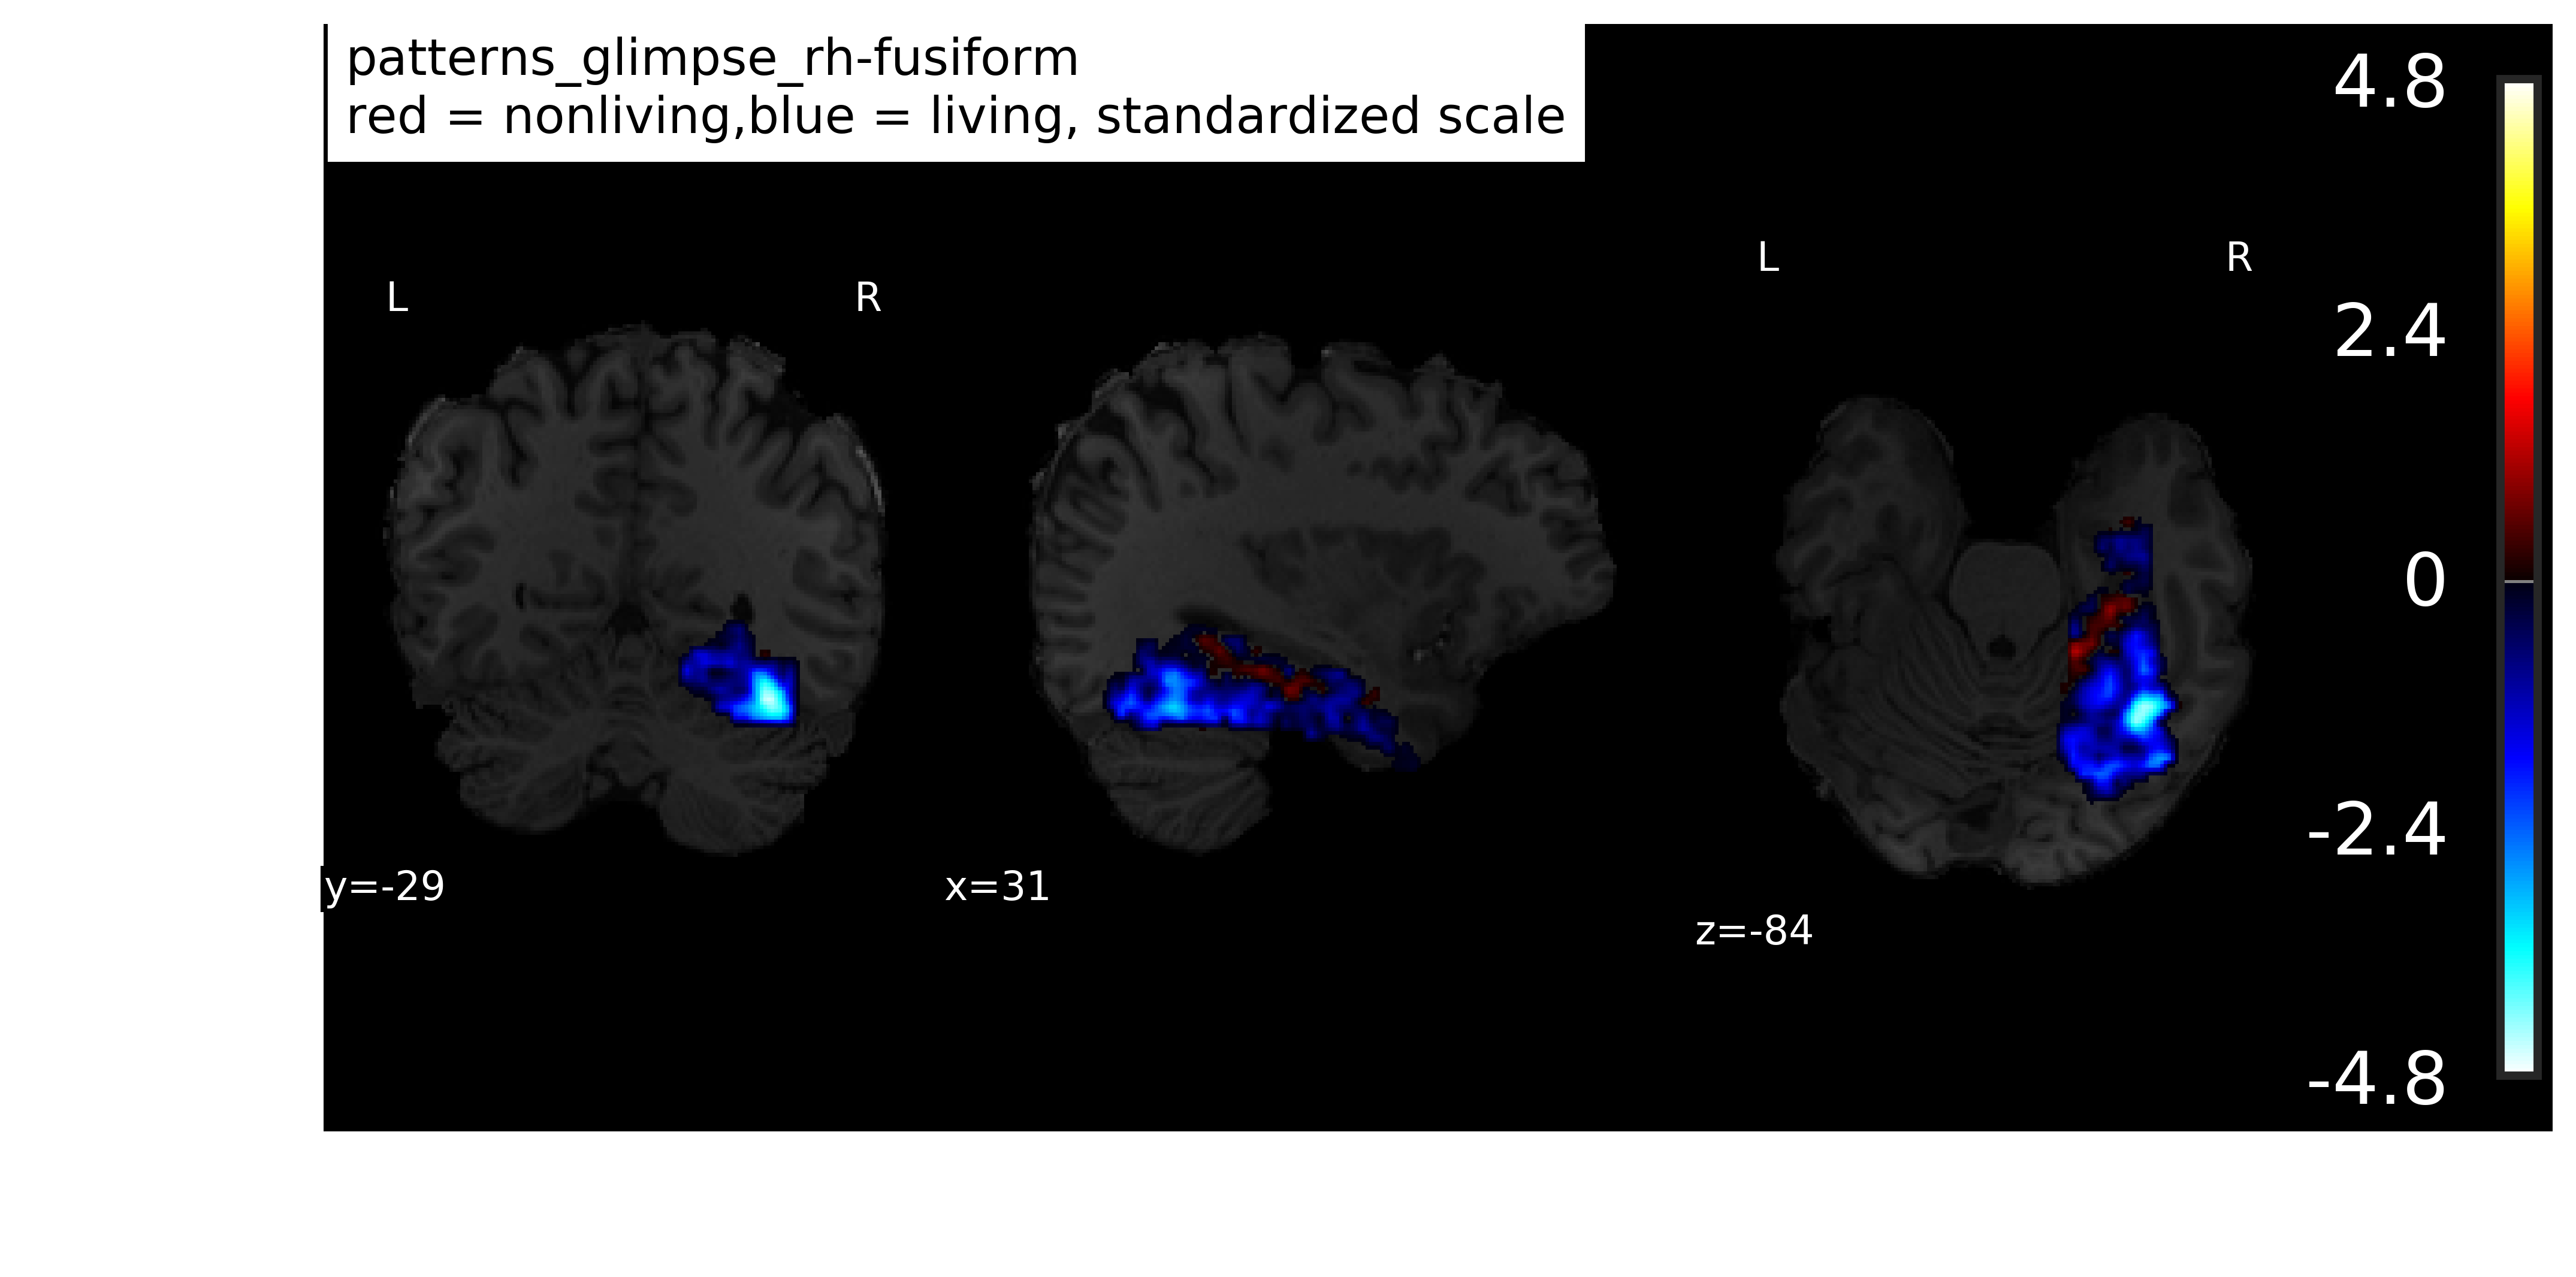 patterns_glimpse_rh-fusiform
red = nonliving,blue = living, standardized scale
L R
L R
y=-29
x=31
z=-84
4.8
2.4
0
-2.4
-4.8